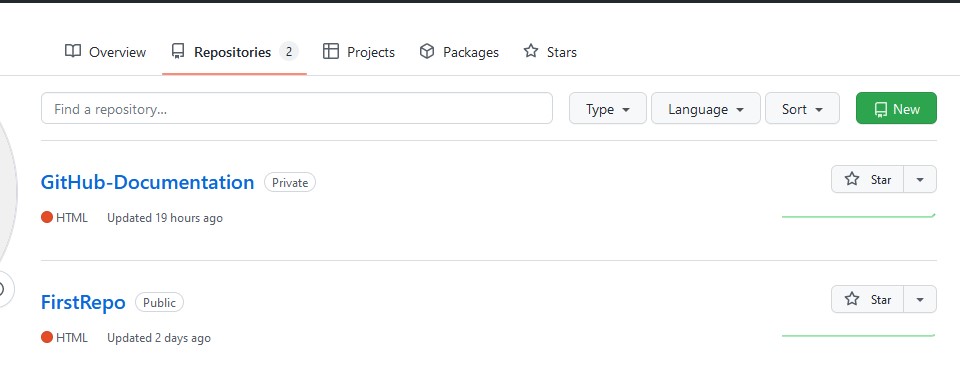 Overview Repositories 2 Projects Packages Stars
Find a repository... Type Language Sort New
GitHub-Documentation Private Star
HTML Updated 19 hours ago
FirstRepo Public Star
HTML Updated 2 days ago